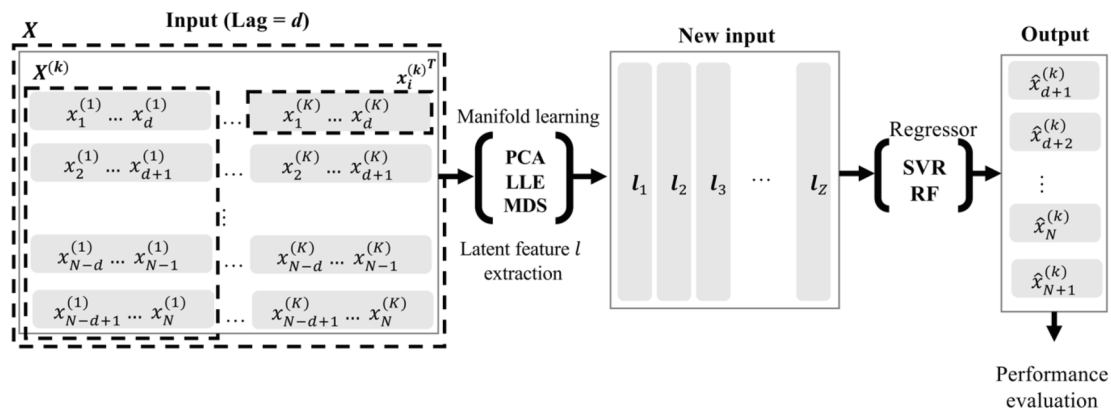 Input (Lag = d)
X
X^{(k)}
x_i^{(k)^T}
x_1^{(1)} … x_d^{(1)} … x_1^{(K)} … x_d^{(K)}
x_2^{(1)} … x_{d+1}^{(1)} … x_2^{(K)} … x_{d+1}^{(K)}
⋮
x_{N-d}^{(1)} … x_{N-1}^{(1)} … x_{N-d}^{(K)} … x_{N-1}^{(K)}
x_{N-d+1}^{(1)} … x_N^{(1)} … x_{N-d+1}^{(K)} … x_N^{(K)}
Manifold learning
PCA
LLE
MDS
Latent feature l
extraction
New input
l_1 l_2 l_3 … l_Z
Regressor
SVR
RF
Output
x̂_{d+1}^{(k)}
x̂_{d+2}^{(k)}
⋮
x̂_N^{(k)}
x̂_{N+1}^{(k)}
Performance
evaluation